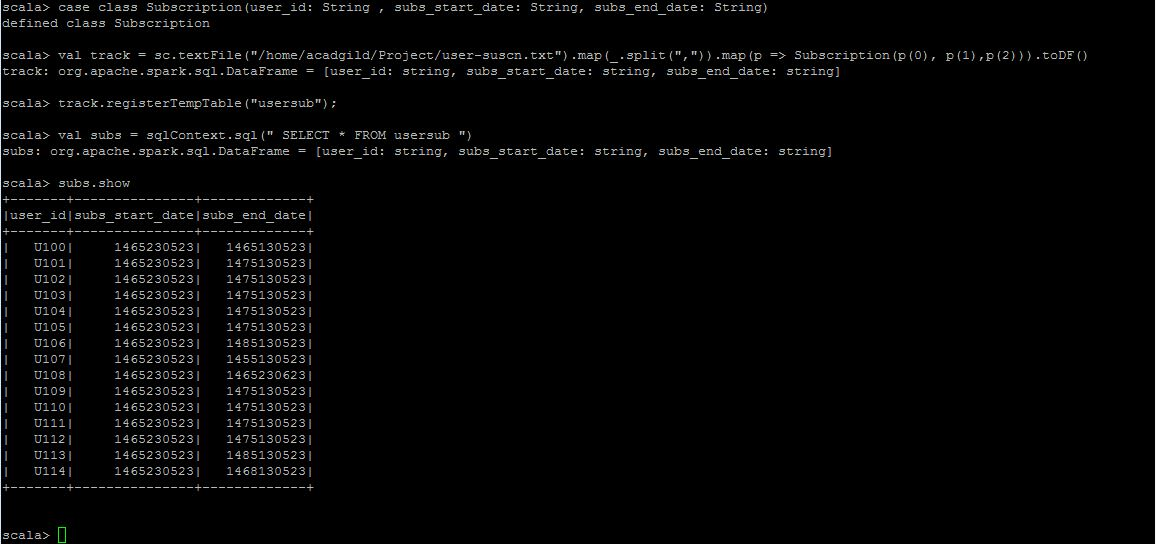 scala> case class Subscription(user_id: String , subs_start_date: String, subs_end_date: String)
defined class Subscription
scala> val track = sc.textFile("/home/acadgild/Project/user-suscn.txt").map(_.split(",")).map(p => Subscription(p(0), p(1),p(2))).toDF()
track: org.apache.spark.sql.DataFrame = [user_id: string, subs_start_date: string, subs_end_date: string]
scala> track.registerTempTable("usersub");
scala> val subs = sqlContext.sql(" SELECT * FROM usersub ")
subs: org.apache.spark.sql.DataFrame = [user_id: string, subs_start_date: string, subs_end_date: string]
scala> subs.show
+-------+---------------+-------------+
|user_id|subs_start_date|subs_end_date|
+-------+---------------+-------------+
|   U100|     1465230523|   1465130523|
|   U101|     1465230523|   1475130523|
|   U102|     1465230523|   1475130523|
|   U103|     1465230523|   1475130523|
|   U104|     1465230523|   1475130523|
|   U105|     1465230523|   1475130523|
|   U106|     1465230523|   1485130523|
|   U107|     1465230523|   1455130523|
|   U108|     1465230523|   1465230623|
|   U109|     1465230523|   1475130523|
|   U110|     1465230523|   1475130523|
|   U111|     1465230523|   1475130523|
|   U112|     1465230523|   1475130523|
|   U113|     1465230523|   1485130523|
|   U114|     1465230523|   1468130523|
+-------+---------------+-------------+
scala>